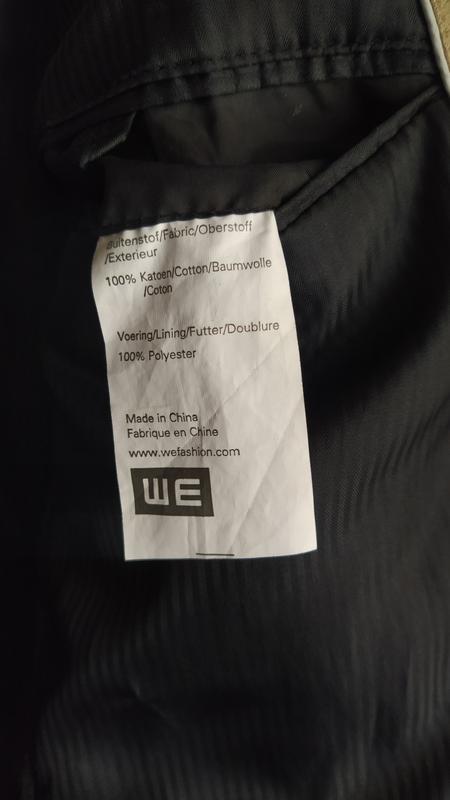 Buitenstof/Fabric/Oberstoff
/Exterieur
100% Katoen/Cotton/Baumwolle
/Coton
Voering/Lining/Futter/Doublure
100% Polyester
Made in China
Fabrique en Chine
www.wefashion.com
WE